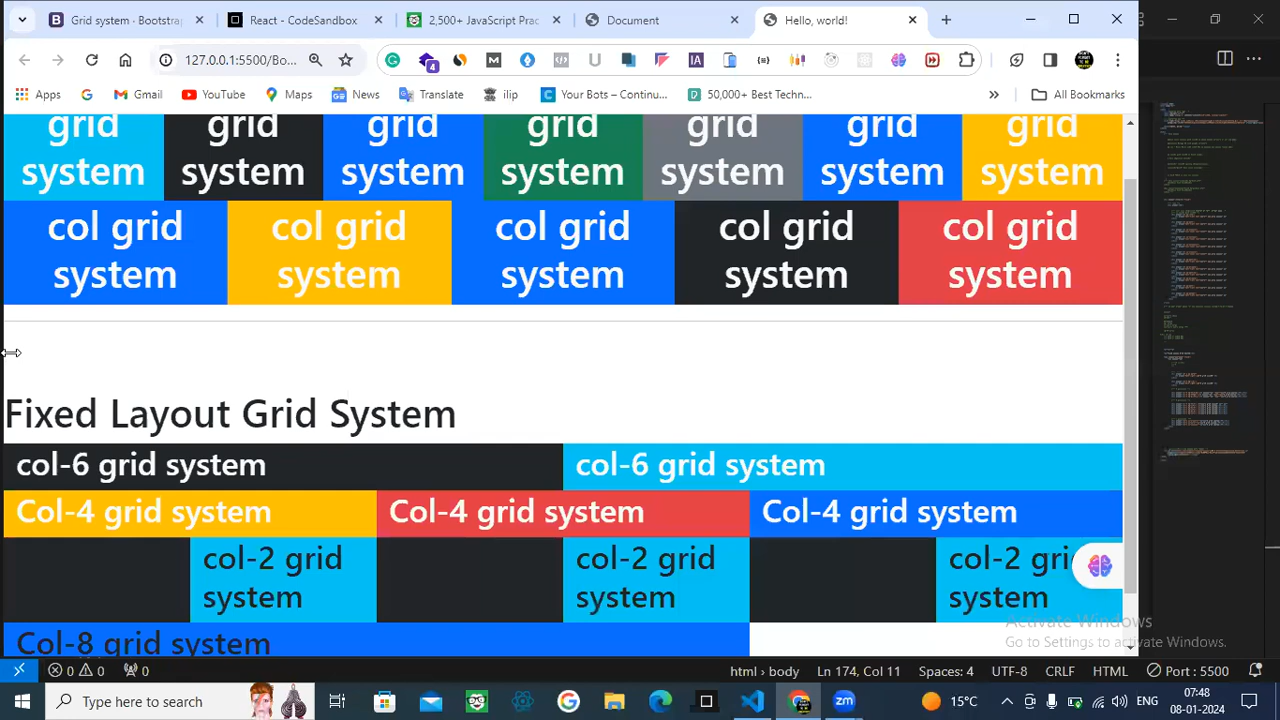 Grid system · Bootstrap
React - CodeSandbox
2,500+ JavaScript Prac
Document
Hello, world!
127.0.0.1:5500/Bo...
4
Apps
Gmail
YouTube
Maps
News
Translate
ilip
Your Bots – Continu...
50,000+ Best Techn...
All Bookmarks
grid grid grid grid grid grid grid
system system system system system system system
col grid col grid col grid col grid col grid
system system system system system
Fixed Layout Grid System
col-6 grid system col-6 grid system
Col-4 grid system Col-4 grid system Col-4 grid system
col-2 grid col-2 grid col-2 gri
system system system
Col-8 grid system
Activate Windows
Go to Settings to activate Windows.
0 0 0
html > body
Ln 174, Col 11
Spaces: 4
UTF-8
CRLF
HTML
Port : 5500
Type here to search
15°C
ENG
07:48
08-01-2024